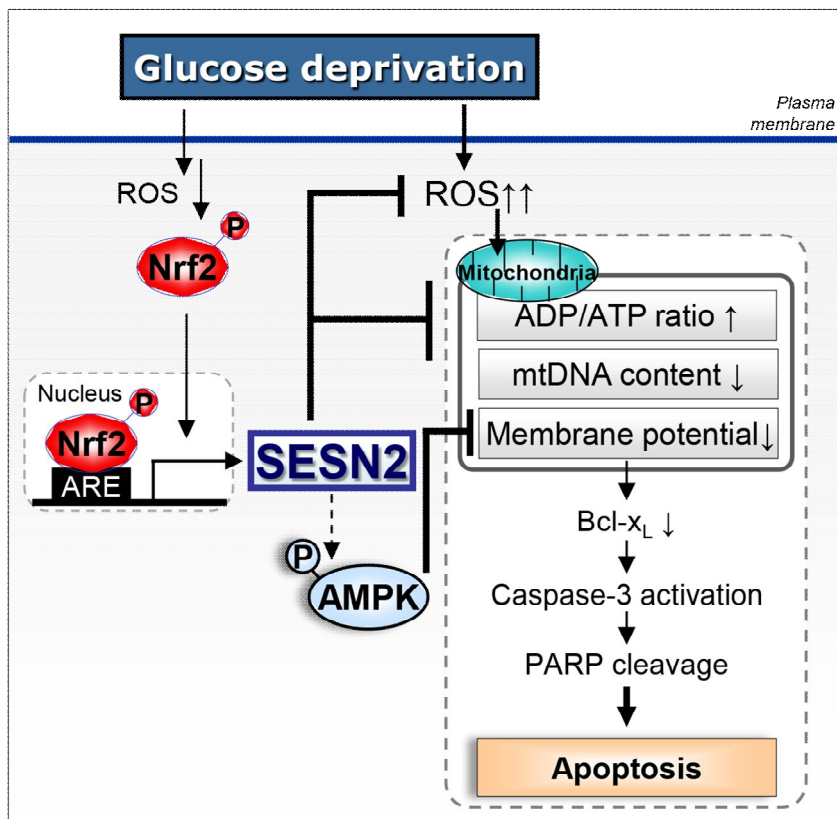 Glucose deprivation
Plasma
membrane
ROS
ROS↑↑
P
Nrf2
Mitochondria
ADP/ATP ratio ↑
mtDNA content ↓
Membrane potential↓
Nucleus
P
Nrf2
ARE
SESN2
P
AMPK
Bcl-xL ↓
Caspase-3 activation
PARP cleavage
Apoptosis